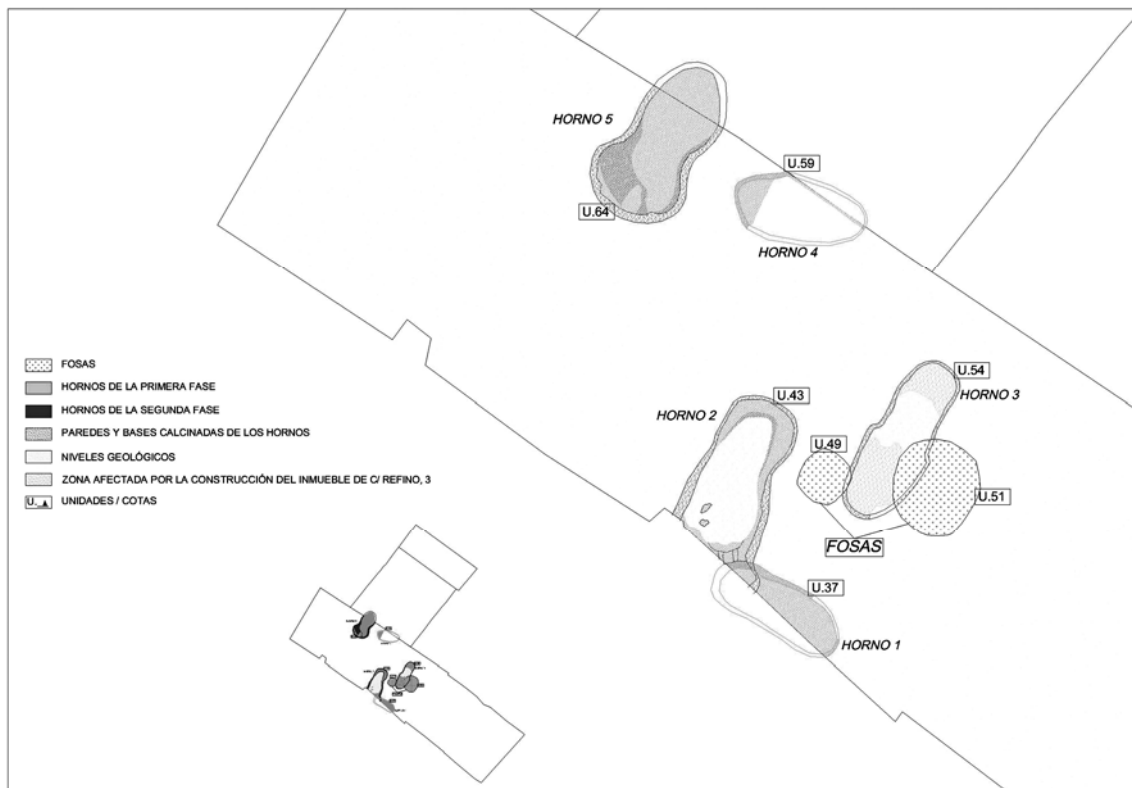 HORNO 5
U.59
U.64
HORNO 4
FOSAS
HORNOS DE LA PRIMERA FASE
HORNOS DE LA SEGUNDA FASE
PAREDES Y BASES CALCINADAS DE LOS HORNOS
NIVELES GEOLÓGICOS
ZONA AFECTADA POR LA CONSTRUCCIÓN DEL INMUEBLE DE C/ REFINO, 3
U._ UNIDADES / COTAS
U.54
HORNO 3
U.43
HORNO 2
U.49
U.51
FOSAS
U.37
HORNO 1